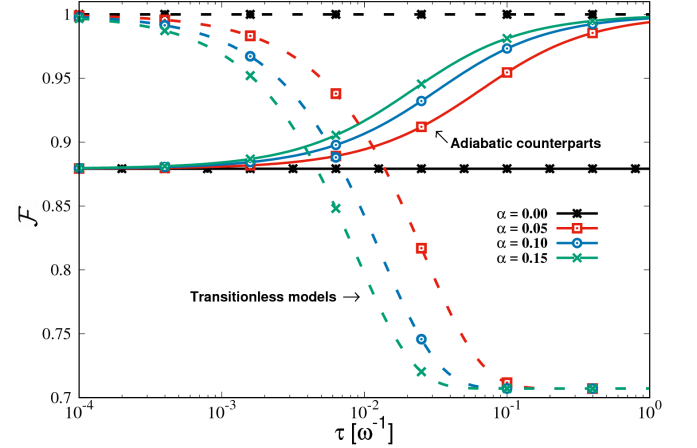 1
0.95
0.9
0.85
0.8
0.75
0.7
ℱ
Adiabatic counterparts
α = 0.00
α = 0.05
α = 0.10
α = 0.15
Transitionless models
10⁻⁴ 10⁻³ 10⁻² 10⁻¹ 10⁰
τ [ω⁻¹]